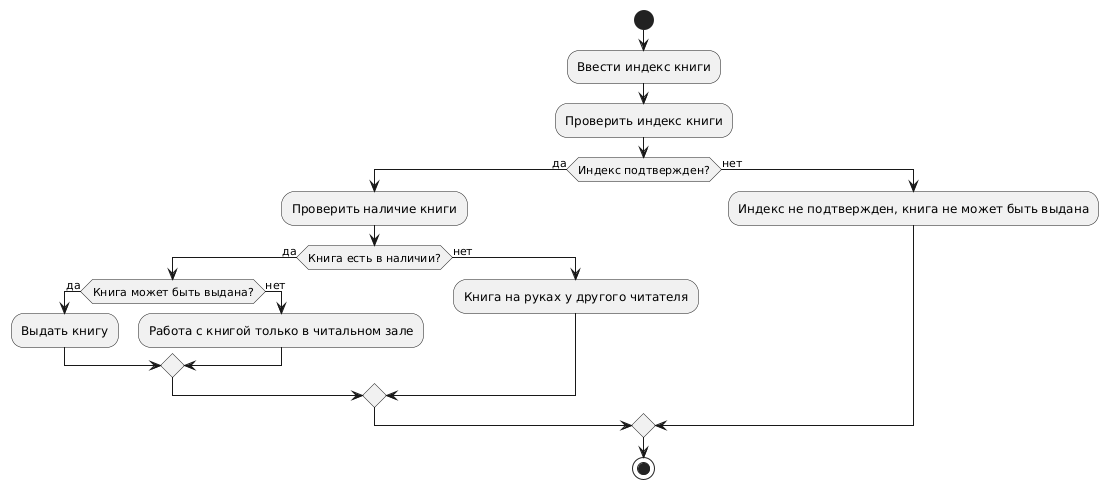 Ввести индекс книги
Проверить индекс книги
да
Индекс подтвержден?
нет
Проверить наличие книги
Индекс не подтвержден, книга не может быть выдана
да
Книга есть в наличии?
нет
да
Книга может быть выдана?
нет
Книга на руках у другого читателя
Выдать книгу
Работа с книгой только в читальном зале